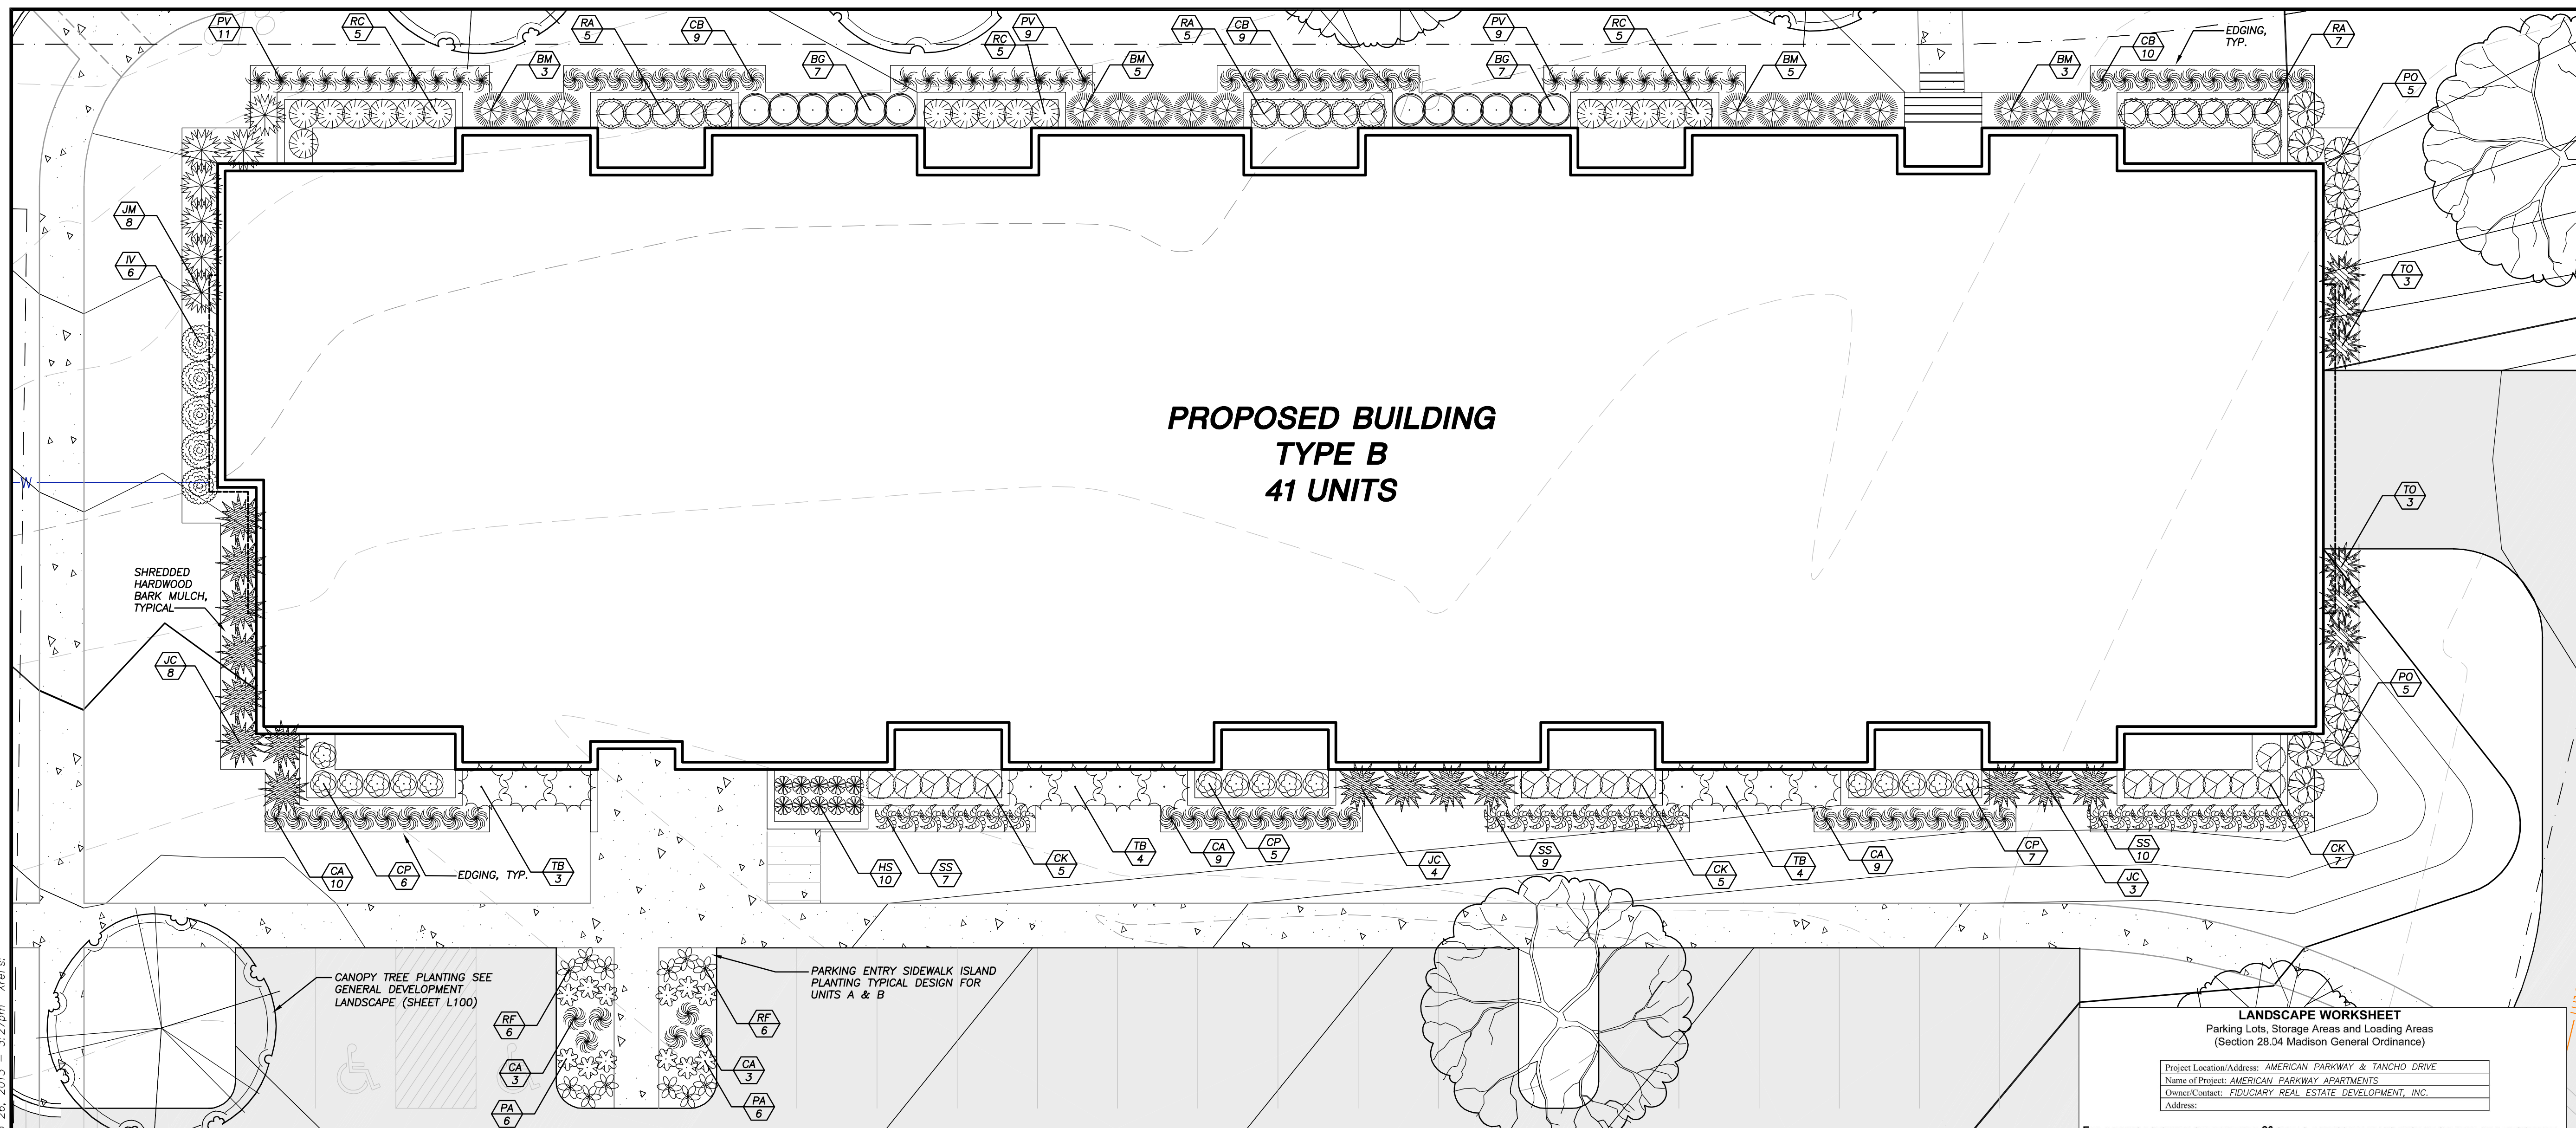 PV
11
RC
5
RA
5
CB
9
PV
9
RC
5
RA
5
CB
9
PV
9
RC
5
EDGING,
TYP.
RA
7
BM
3
BG
7
BM
5
BG
7
BM
5
BM
3
CB
10
PO
5
JM
8
IV
6
TO
3
PROPOSED BUILDING
TYPE B
41 UNITS
W
TO
3
SHREDDED
HARDWOOD
BARK MULCH,
TYPICAL
JC
8
PO
5
CA
10
CP
6
EDGING, TYP.
TB
3
HS
10
SS
7
CK
5
TB
4
CA
9
CP
5
JC
4
SS
9
CK
5
TB
4
CA
9
CP
7
JC
3
SS
10
CK
7
CANOPY TREE PLANTING SEE
GENERAL DEVELOPMENT
LANDSCAPE (SHEET L100)
PARKING ENTRY SIDEWALK ISLAND
PLANTING TYPICAL DESIGN FOR
UNITS A & B
RF
6
RF
6
CA
3
CA
3
PA
6
PA
6
26, 2013 - 3:27pm Xrefs:
LANDSCAPE WORKSHEET
Parking Lots, Storage Areas and Loading Areas
(Section 28.04 Madison General Ordinance)
Project Location/Address: AMERICAN PARKWAY & TANCHO DRIVE
Name of Project: AMERICAN PARKWAY APARTMENTS
Owner/Contact: FIDUCIARY REAL ESTATE DEVELOPMENT, INC.
Address: